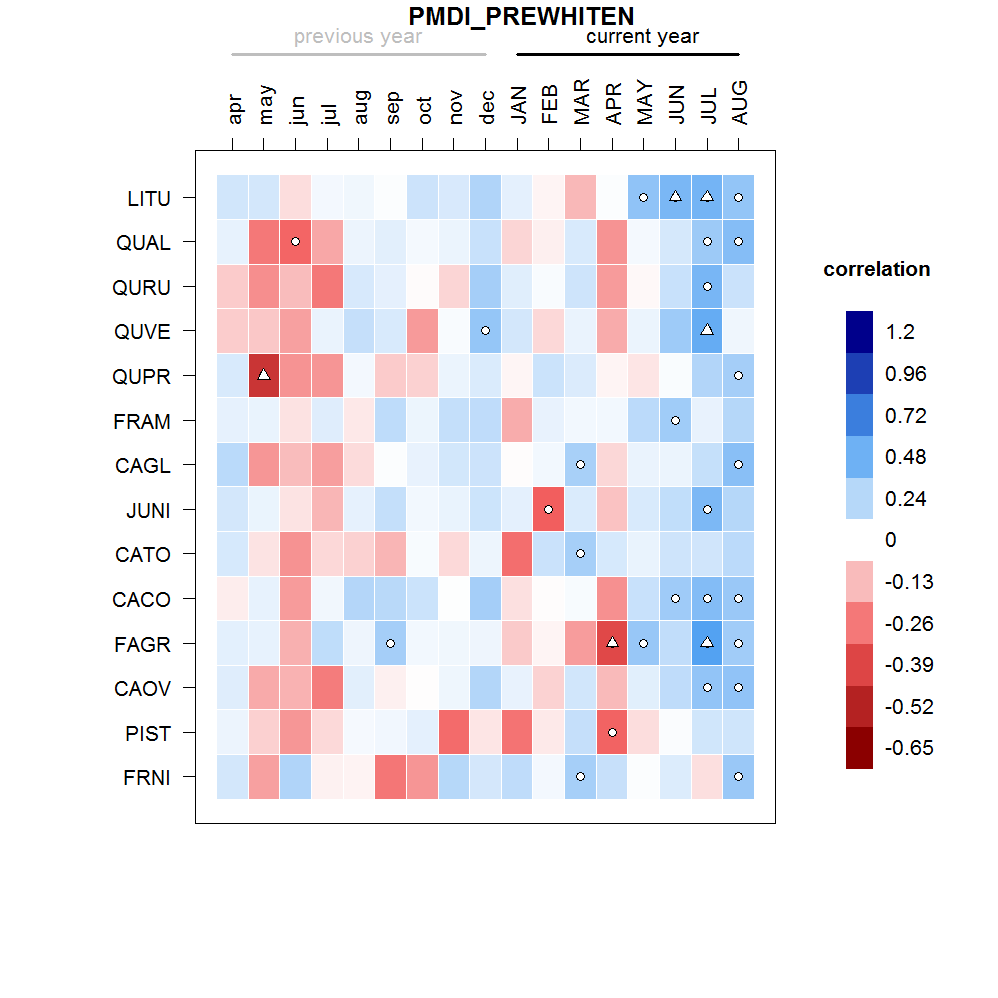 PMDI_PREWHITEN
previous year current year
apr may jun jul aug sep oct nov dec JAN FEB MAR APR MAY JUN JUL AUG
LITU
QUAL
QURU
QUVE
QUPR
FRAM
CAGL
JUNI
CATO
CACO
FAGR
CAOV
PIST
FRNI
correlation
1.2
0.96
0.72
0.48
0.24
0
-0.13
-0.26
-0.39
-0.52
-0.65